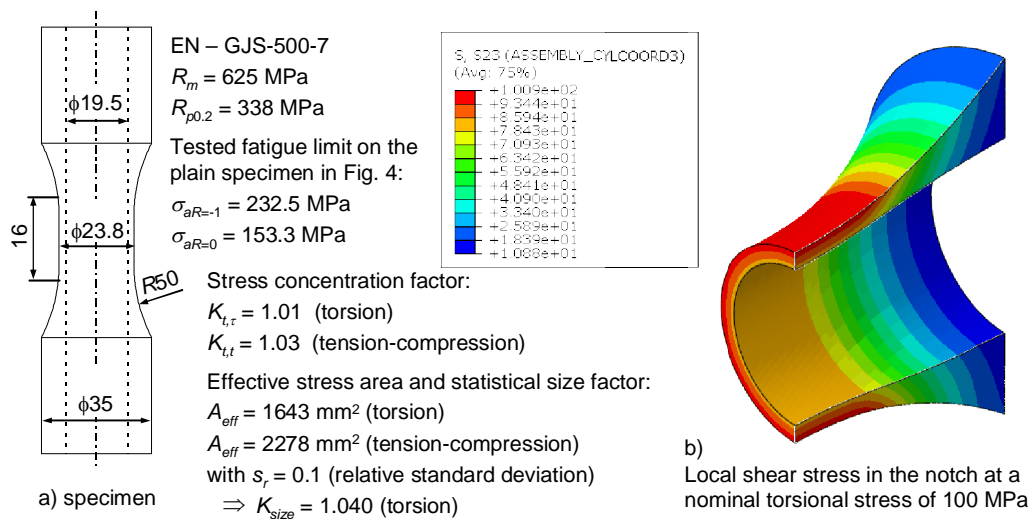 EN – GJS-500-7
R_m = 625 MPa
R_p0.2 = 338 MPa
Tested fatigue limit on the
plain specimen in Fig. 4:
σ_aR=-1 = 232.5 MPa
σ_aR=0 = 153.3 MPa
ϕ19.5
ϕ23.8
16
R50
ϕ35
a) specimen
Stress concentration factor:
K_t,τ = 1.01 (torsion)
K_t,t = 1.03 (tension-compression)
Effective stress area and statistical size factor:
A_eff = 1643 mm² (torsion)
A_eff = 2278 mm² (tension-compression)
with s_r = 0.1 (relative standard deviation)
⇒ K_size = 1.040 (torsion)
S, S23 (ASSEMBLY_CYLCOORD3)
(Avg: 75%)
+1.009e+02
+9.344e+01
+8.594e+01
+7.843e+01
+7.093e+01
+6.342e+01
+5.592e+01
+4.841e+01
+4.090e+01
+3.340e+01
+2.589e+01
+1.839e+01
+1.088e+01
b)
Local shear stress in the notch at a
nominal torsional stress of 100 MPa